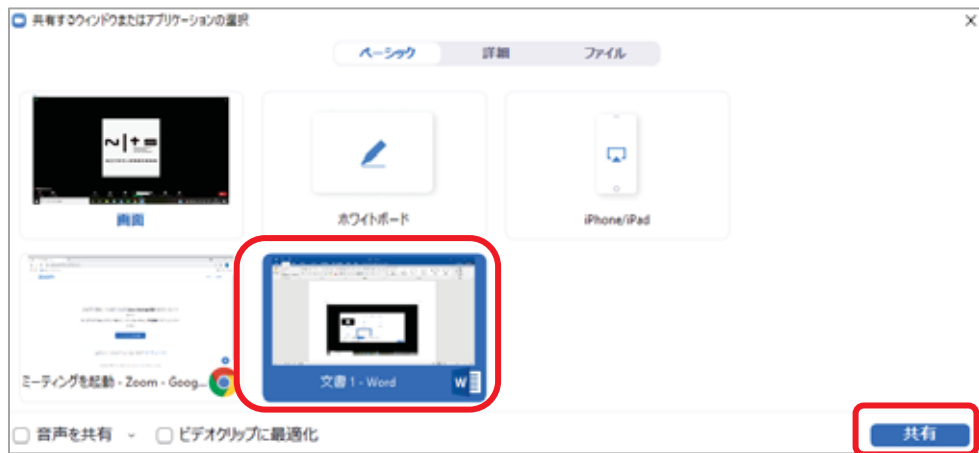 共有するウィンドウまたはアプリケーションの選択
ベーシック 詳細 ファイル
画面
ホワイトボード
iPhone/iPad
ミーティングを起動 - Zoom - Goog...
文書 1 - Word
音声を共有
ビデオクリップに最適化
共有